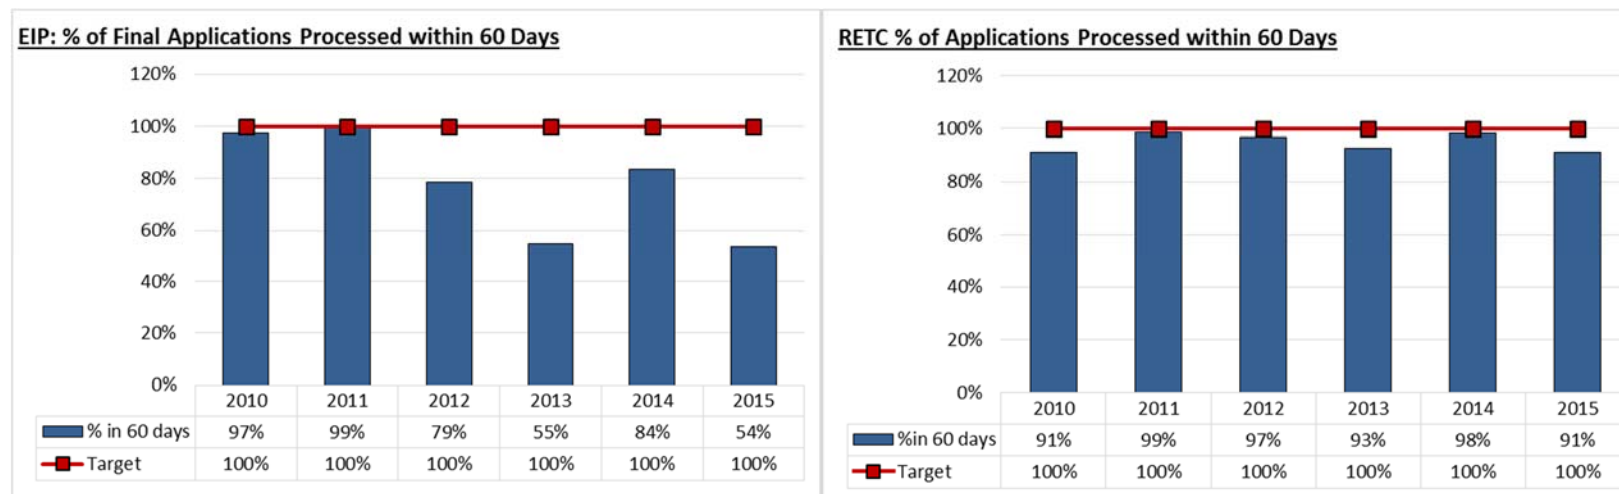 EIP: % of Final Applications Processed within 60 Days
120%
100%
80%
60%
40%
20%
0%
2010 2011 2012 2013 2014 2015
% in 60 days 97% 99% 79% 55% 84% 54%
Target 100% 100% 100% 100% 100% 100%
RETC % of Applications Processed within 60 Days
120%
100%
80%
60%
40%
20%
0%
2010 2011 2012 2013 2014 2015
%in 60 days 91% 99% 97% 93% 98% 91%
Target 100% 100% 100% 100% 100% 100%